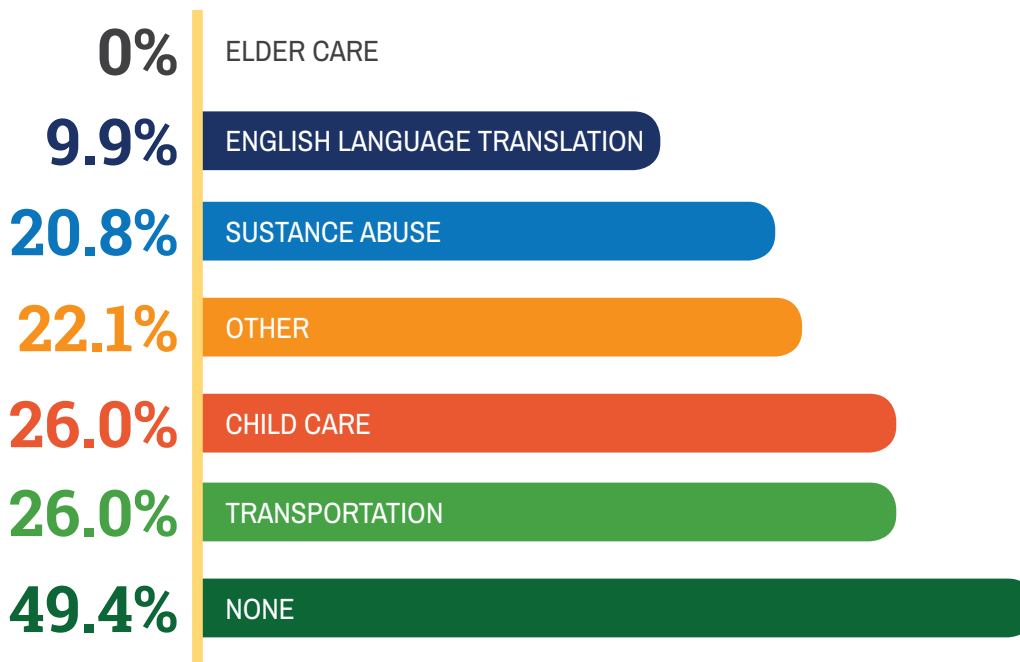 0% ELDER CARE
9.9% ENGLISH LANGUAGE TRANSLATION
20.8% SUSTANCE ABUSE
22.1% OTHER
26.0% CHILD CARE
26.0% TRANSPORTATION
49.4% NONE